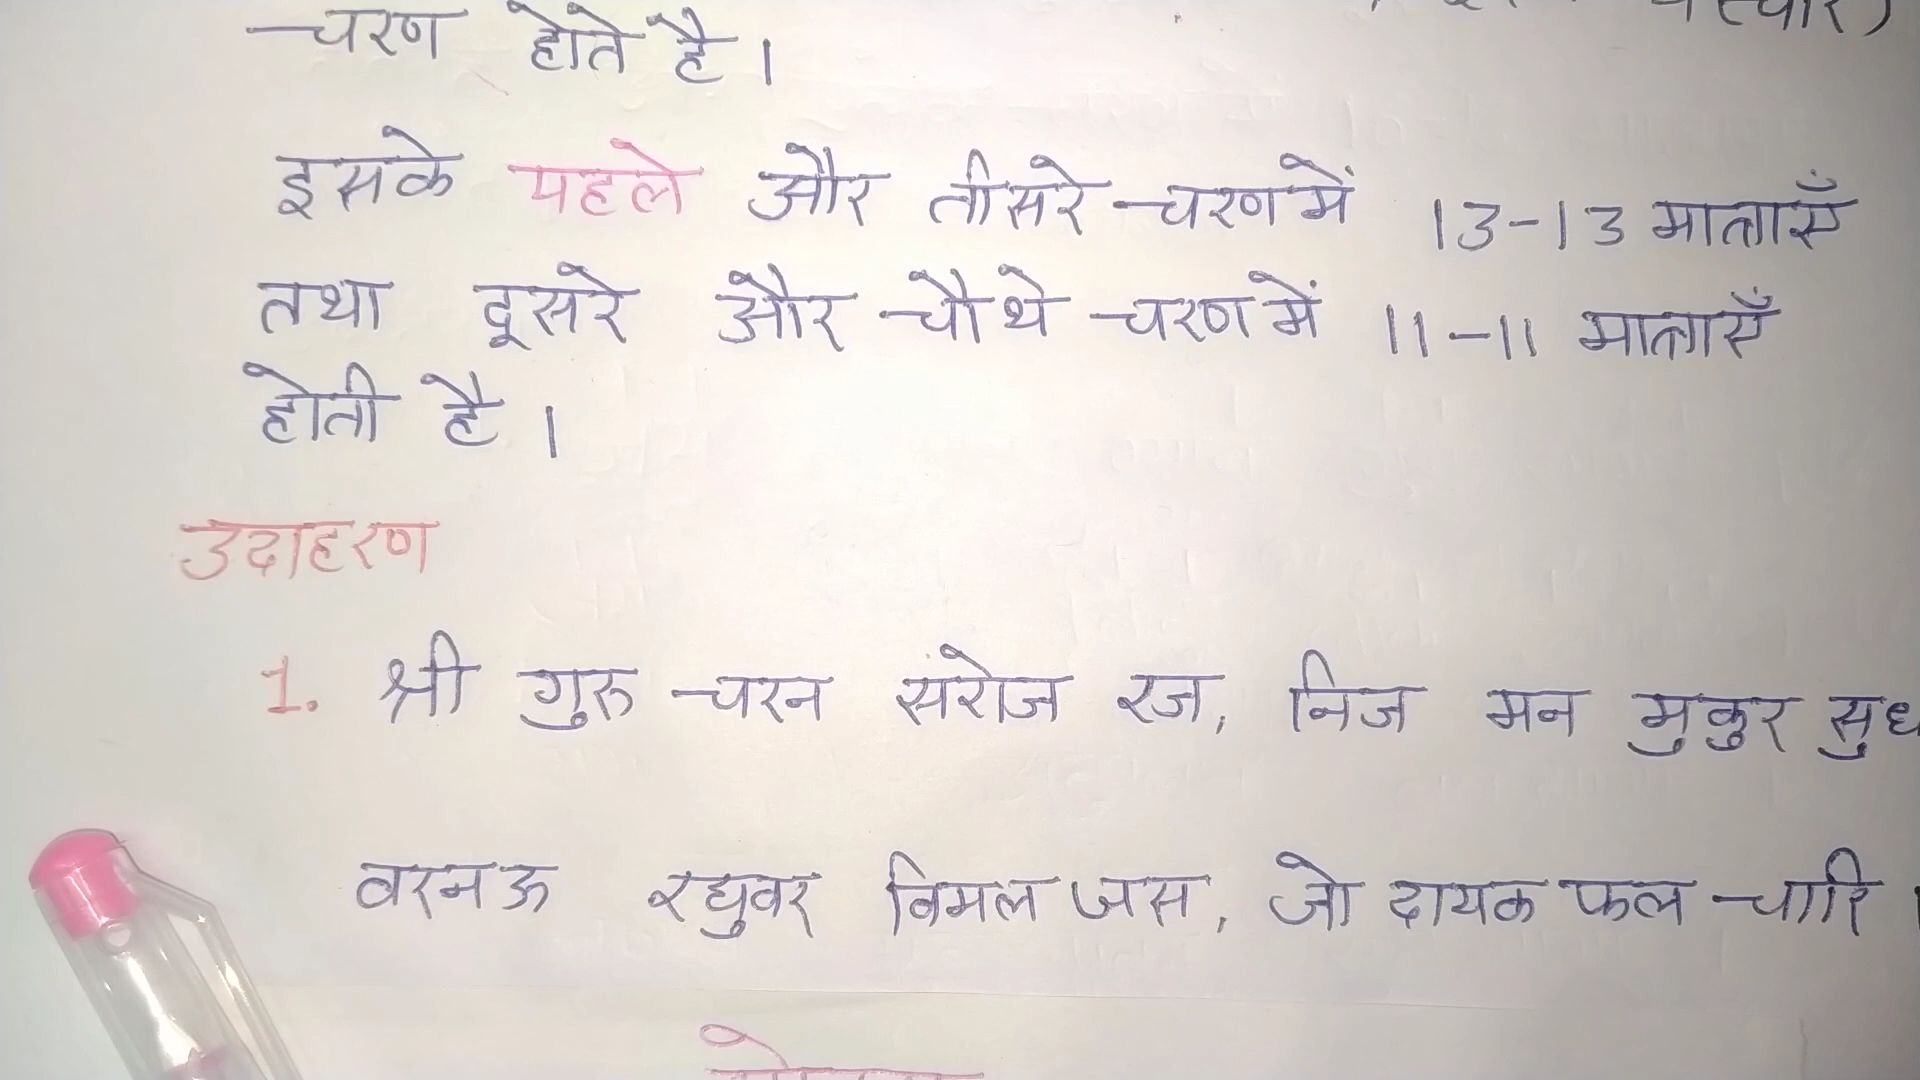 चरण होते है।
इसके पहले और तीसरे चरण में 13-13 मात्राएँ
तथा दूसरे और चौथे चरण में 11-11 मात्राएँ
होती है।
उदाहरण
1. श्री गुरु चरन सरोज रज, निज मन मुकुर सुध
वरनऊ रघुवर विमल जस, जो दायक फल चारि।